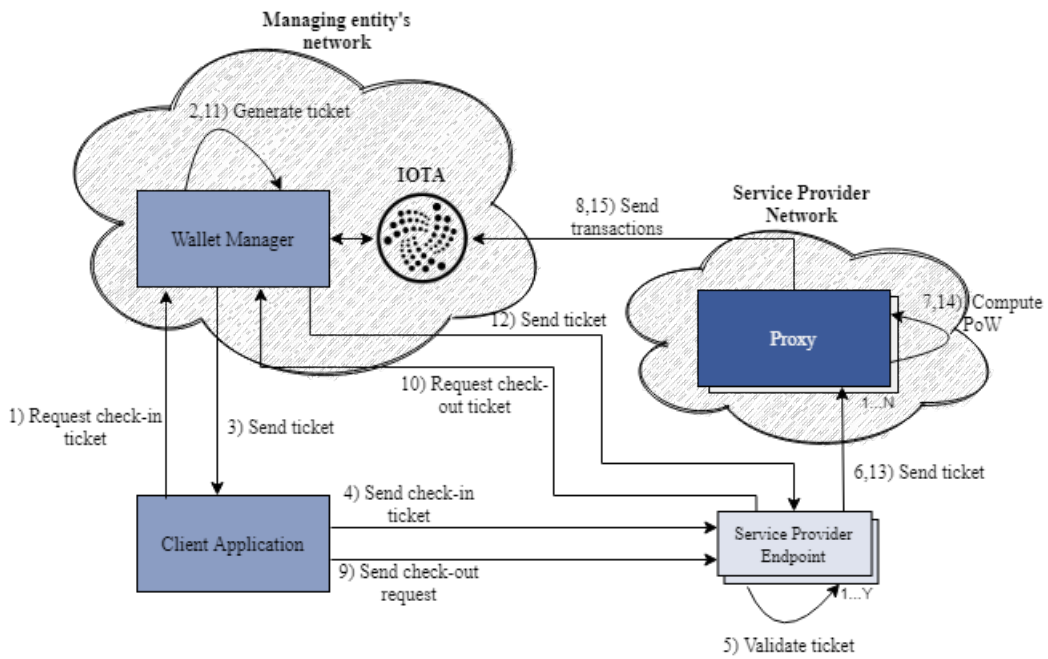 Managing entity's
network
2,11) Generate ticket
IOTA
Wallet Manager
8,15) Send
transactions
Service Provider
Network
7,14) Compute
PoW
Proxy
1...N
12) Send ticket
10) Request check-
out ticket
1) Request check-in
ticket
3) Send ticket
6,13) Send ticket
4) Send check-in
ticket
Client Application
Service Provider
Endpoint
9) Send check-out
request
1...Y
5) Validate ticket